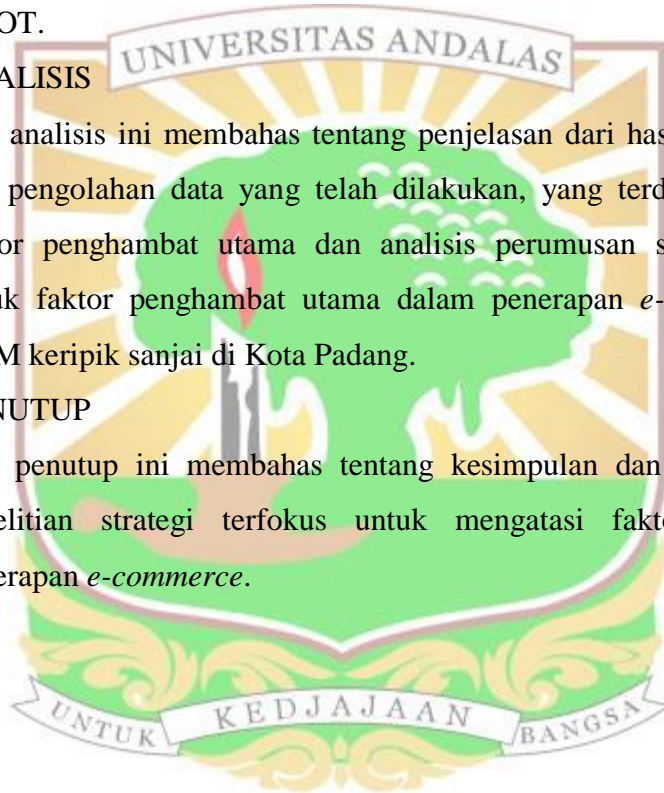 OT.
UNIVERSITAS ANDALAS
ALISIS
analisis ini membahas tentang penjelasan dari has
pengolahan data yang telah dilakukan, yang terd
or penghambat utama dan analisis perumusan s
uk faktor penghambat utama dalam penerapan e-
M keripik sanjai di Kota Padang.
NUTUP
penutup ini membahas tentang kesimpulan dan
elitian strategi terfokus untuk mengatasi fakt
erapan e-commerce.
UNTUK KEDJAJAAN BANGSA